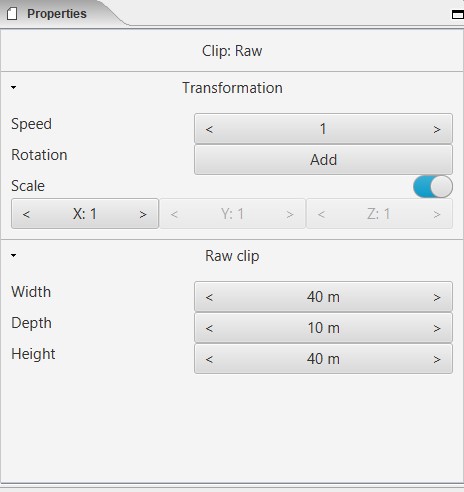 Properties
Clip: Raw
Transformation
Speed < 1 >
Rotation Add
Scale
< X: 1 > < Y: 1 > < Z: 1 >
Raw clip
Width < 40 m >
Depth < 10 m >
Height < 40 m >